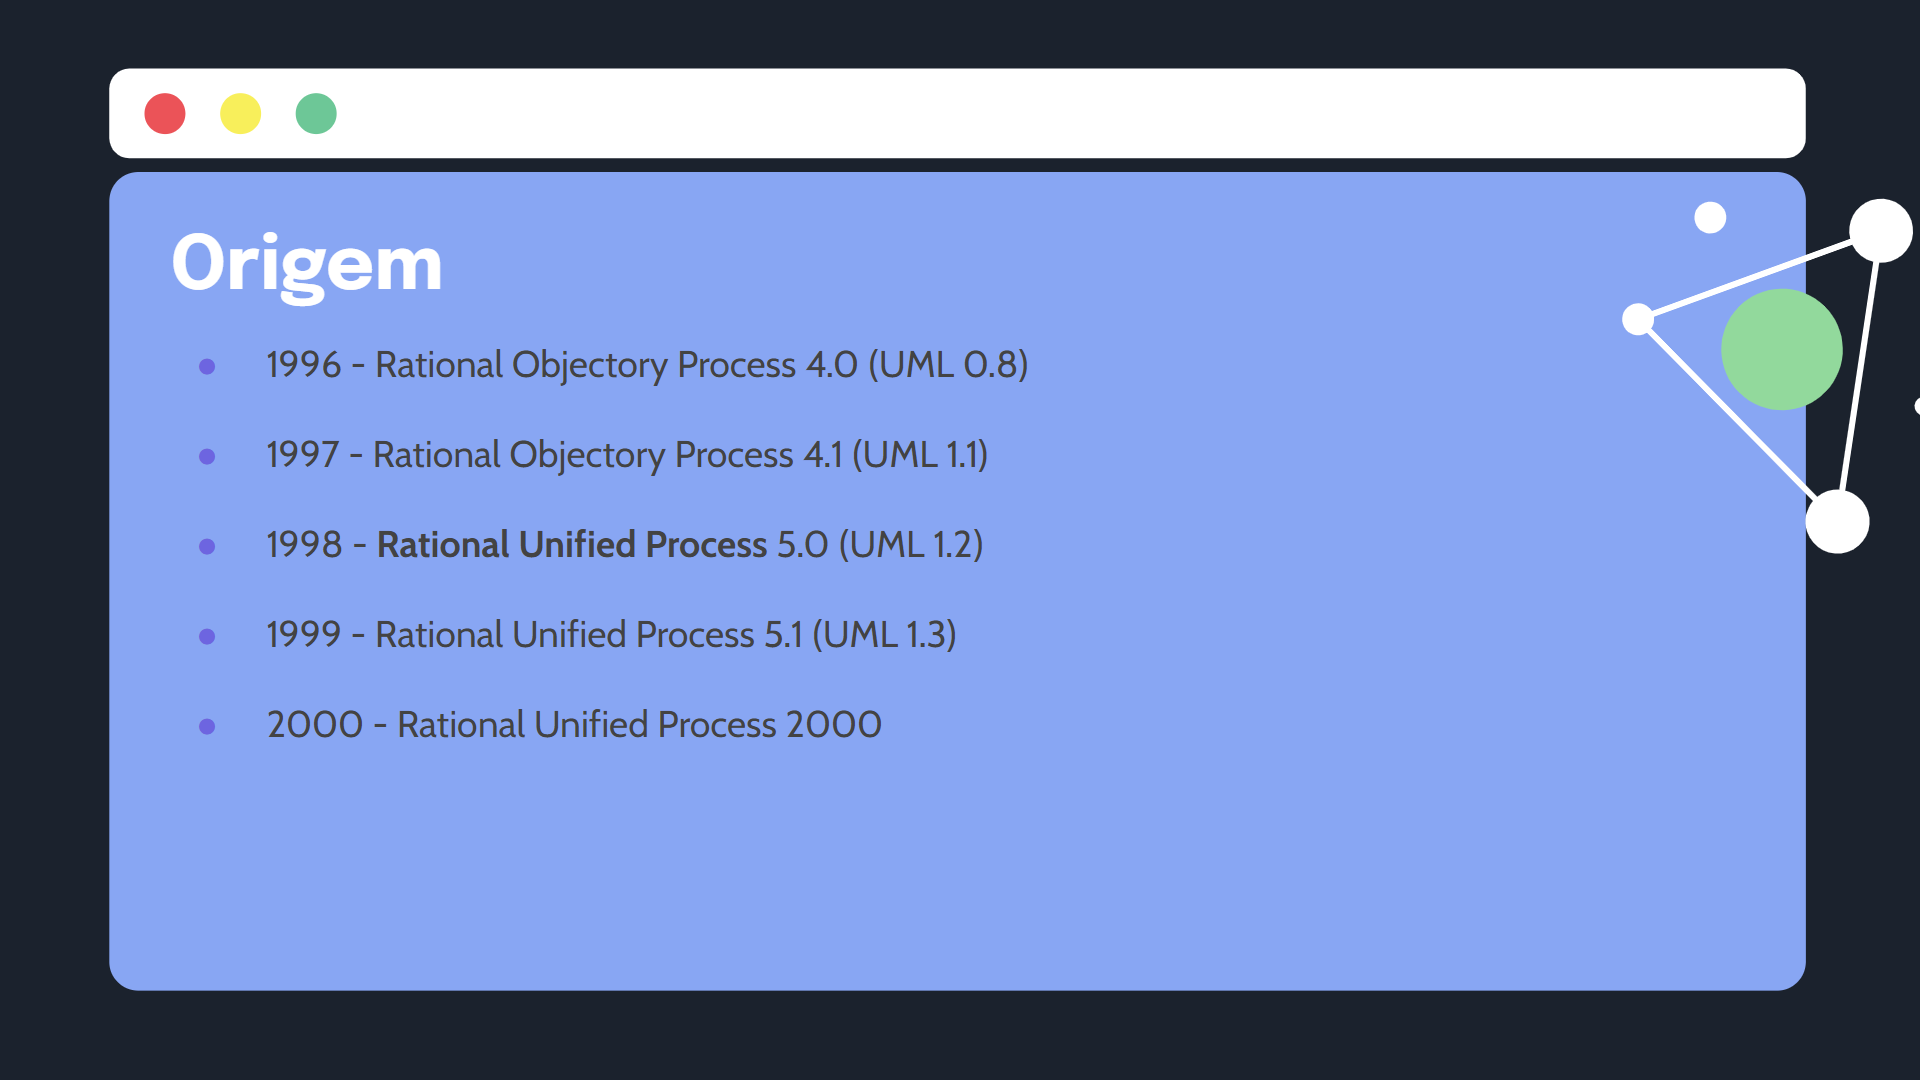 Origem
1996 - Rational Objectory Process 4.0 (UML 0.8)
1997 - Rational Objectory Process 4.1 (UML 1.1)
1998 - Rational Unified Process 5.0 (UML 1.2)
1999 - Rational Unified Process 5.1 (UML 1.3)
2000 - Rational Unified Process 2000